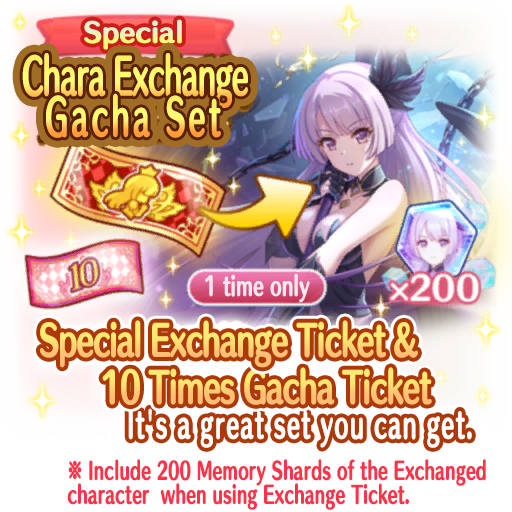 Special
Chara Exchange
Gacha Set
10
1 time only
×200
Special Exchange Ticket &
10 Times Gacha Ticket
It's a great set you can get.
※ Include 200 Memory Shards of the Exchanged
character when using Exchange Ticket.